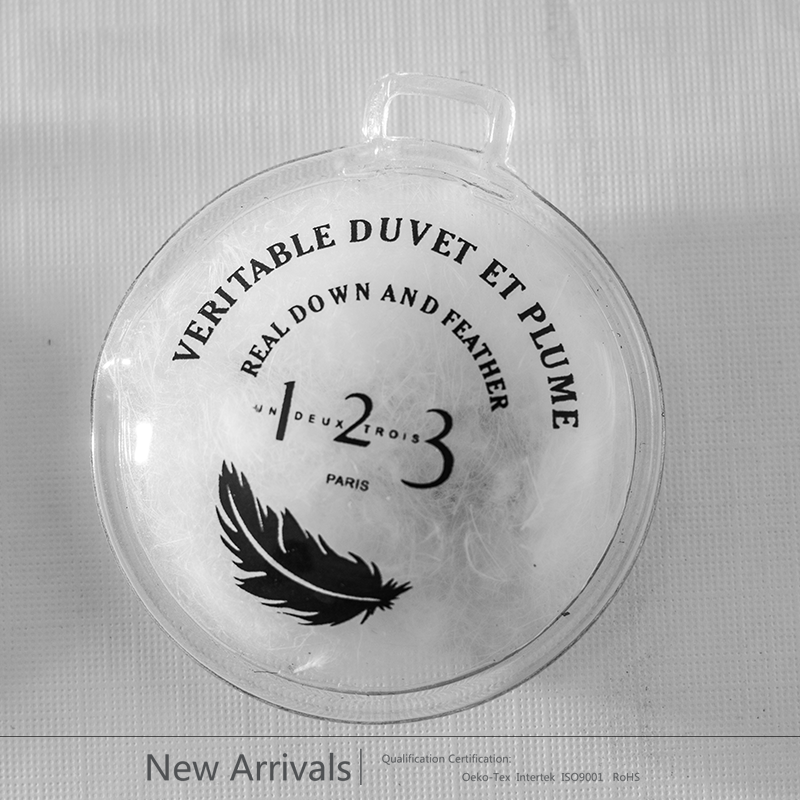 VERITABLE DUVET ET PLUME
REAL DOWN AND FEATHER
1 2 3
UN DEUX TROIS
PARIS
New Arrivals
Qualification Certification:
Oeko-Tex Intertek ISO9001 RoHS